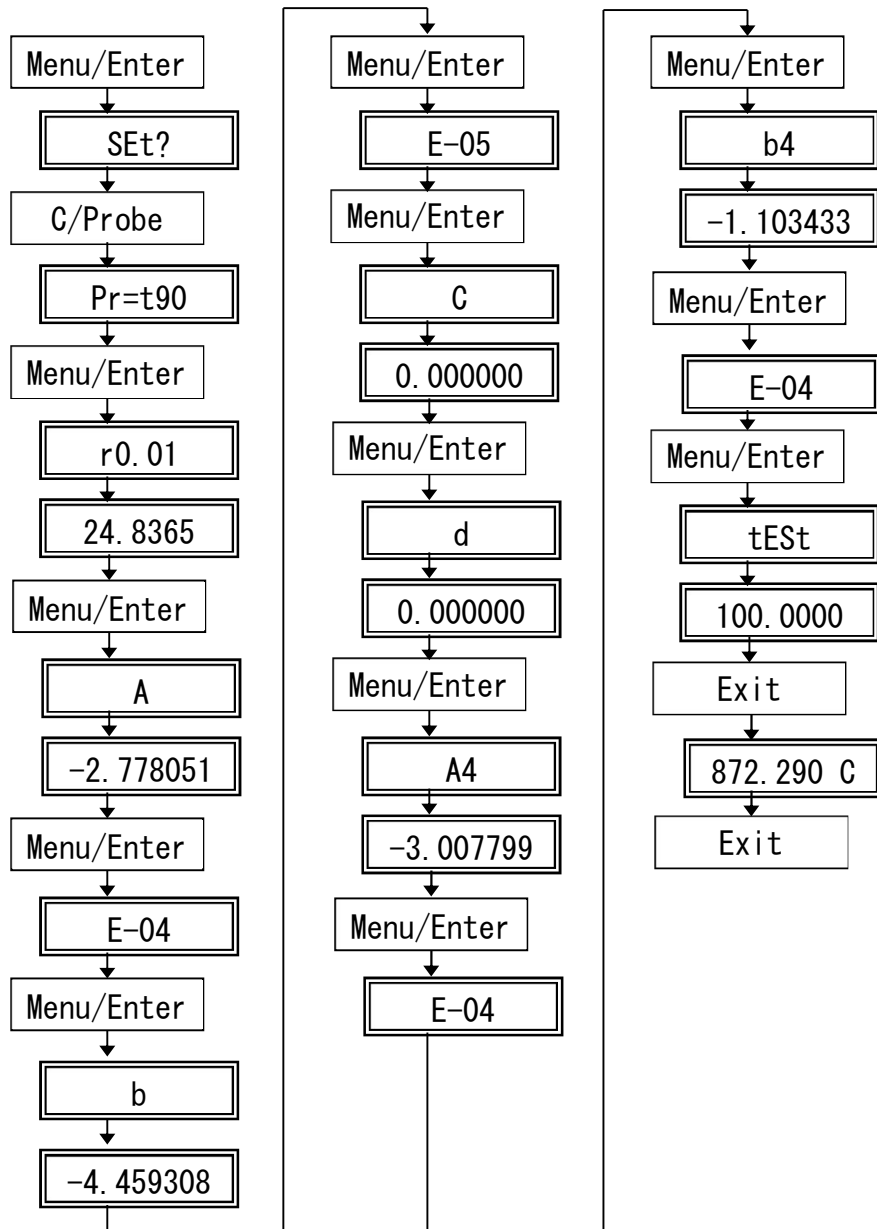 Menu/Enter
SEt?
C/Probe
Pr=t90
Menu/Enter
r0.01
24.8365
Menu/Enter
A
-2.778051
Menu/Enter
E-04
Menu/Enter
b
-4.459308
Menu/Enter
E-05
Menu/Enter
C
0.000000
Menu/Enter
d
0.000000
Menu/Enter
A4
-3.007799
Menu/Enter
E-04
Menu/Enter
b4
-1.103433
Menu/Enter
E-04
Menu/Enter
tESt
100.0000
Exit
872.290 C
Exit